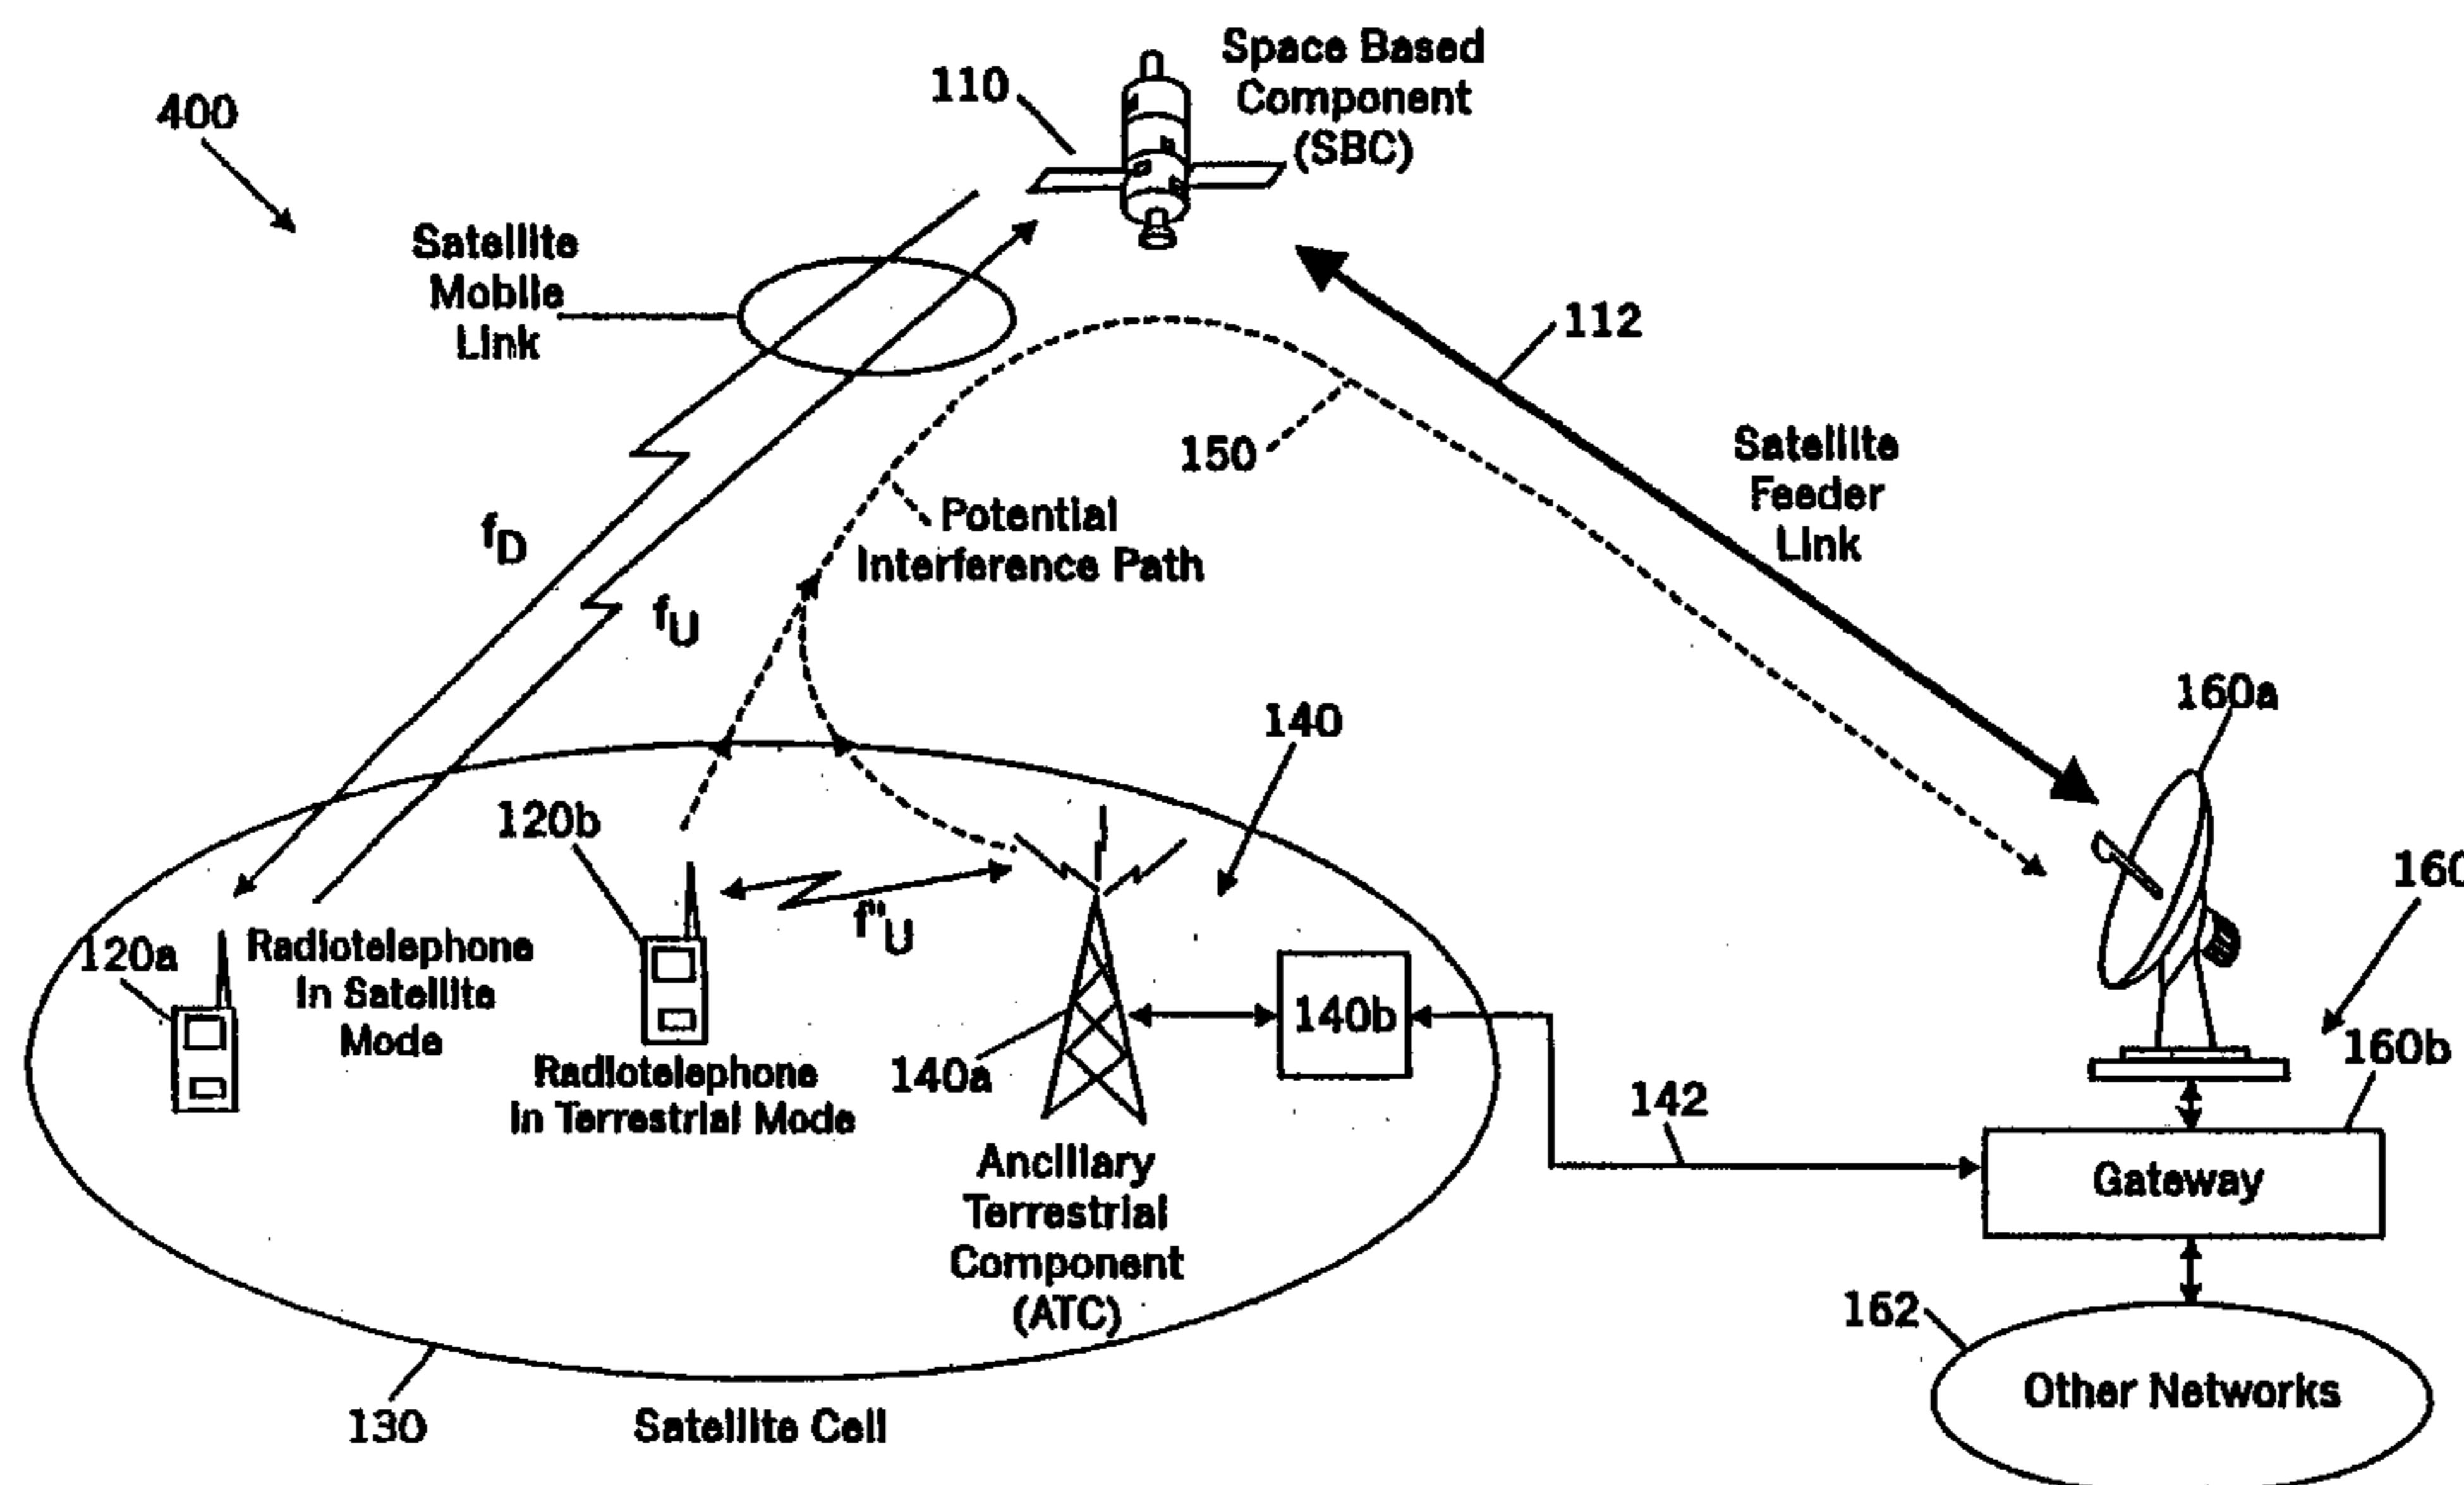 400
110
Space Based
Component
(SBC)
Satellite
Mobile
Link
112
150
Satellite
Feeder
Link
fD
fU
Potential
Interference Path
140
160a
120b
160
f"U
120a
Radiotelephone
In Satellite
Mode
140b
140a
Radiotelephone
in Terrestrial Mode
160b
142
Ancillary
Terrestrial
Component
(ATC)
Gateway
162
Other Networks
130
Satellite Cell